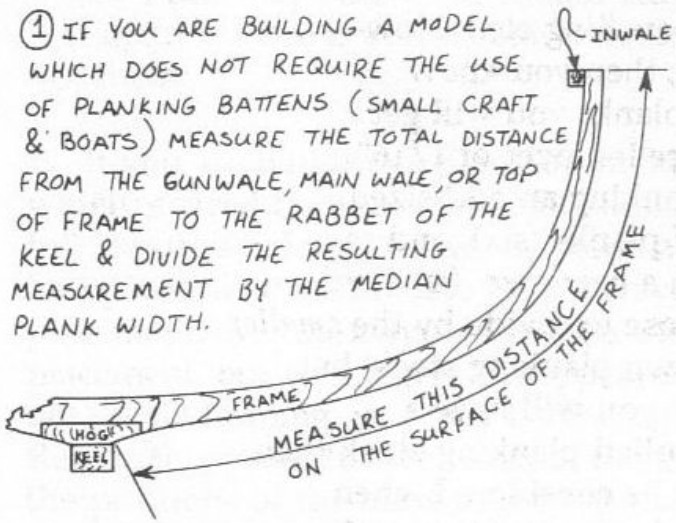 ① IF YOU ARE BUILDING A MODEL
WHICH DOES NOT REQUIRE THE USE
OF PLANKING BATTENS (SMALL CRAFT
& BOATS) MEASURE THE TOTAL DISTANCE
FROM THE GUNWALE, MAIN WALE, OR TOP
OF FRAME TO THE RABBET OF THE
KEEL & DIVIDE THE RESULTING
MEASUREMENT BY THE MEDIAN
PLANK WIDTH.
INWALE
FRAME
HOG
KEEL
MEASURE THIS DISTANCE
ON THE SURFACE OF THE FRAME